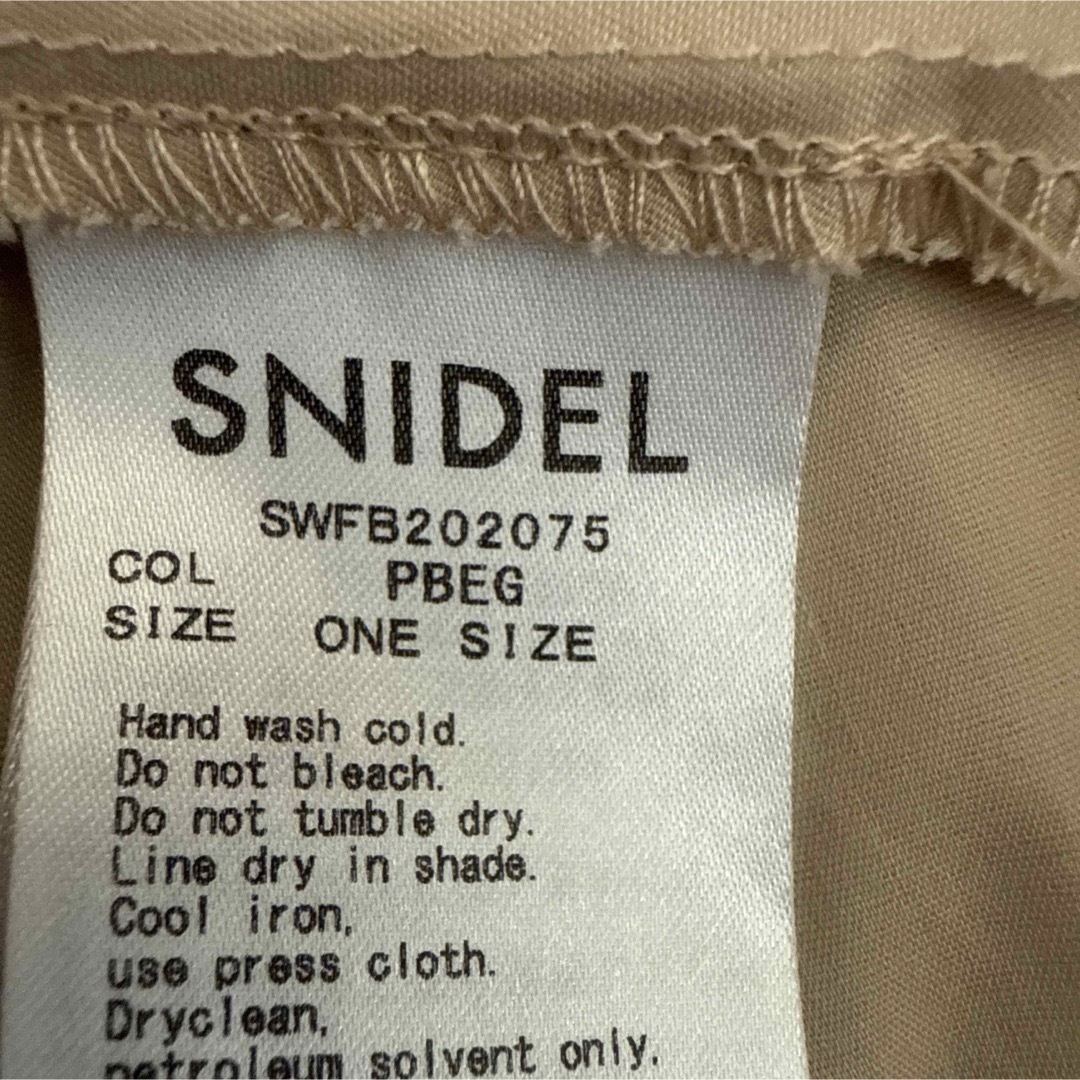 SNIDEL
SWFB202075
COL PBEG
SIZE ONE SIZE
Hand wash cold.
Do not bleach.
Do not tumble dry.
Line dry in shade.
Cool iron,
use press cloth.
Dryclean,
petroleum solvent only.